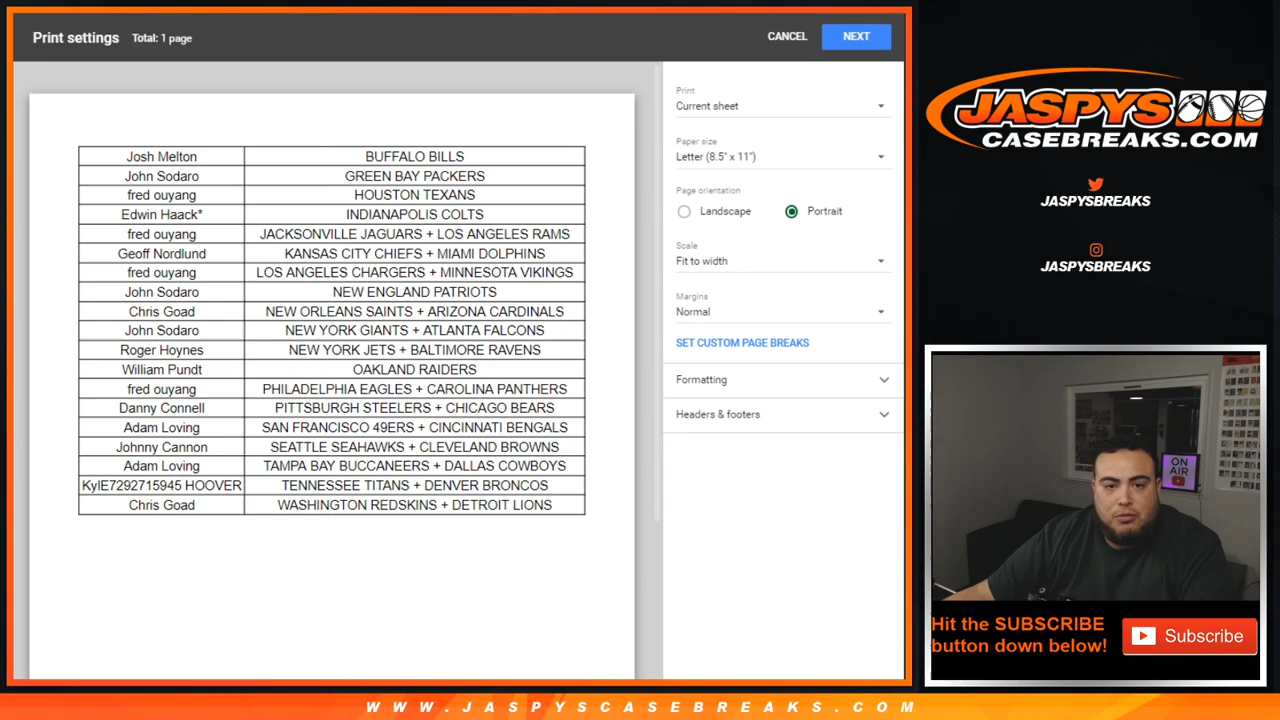 Print settings Total: 1 page CANCEL NEXT
Josh Melton BUFFALO BILLS
John Sodaro GREEN BAY PACKERS
fred ouyang HOUSTON TEXANS
Edwin Haack* INDIANAPOLIS COLTS
fred ouyang JACKSONVILLE JAGUARS + LOS ANGELES RAMS
Geoff Nordlund KANSAS CITY CHIEFS + MIAMI DOLPHINS
fred ouyang LOS ANGELES CHARGERS + MINNESOTA VIKINGS
John Sodaro NEW ENGLAND PATRIOTS
Chris Goad NEW ORLEANS SAINTS + ARIZONA CARDINALS
John Sodaro NEW YORK GIANTS + ATLANTA FALCONS
Roger Hoynes NEW YORK JETS + BALTIMORE RAVENS
William Pundt OAKLAND RAIDERS
fred ouyang PHILADELPHIA EAGLES + CAROLINA PANTHERS
Danny Connell PITTSBURGH STEELERS + CHICAGO BEARS
Adam Loving SAN FRANCISCO 49ERS + CINCINNATI BENGALS
Johnny Cannon SEATTLE SEAHAWKS + CLEVELAND BROWNS
Adam Loving TAMPA BAY BUCCANEERS + DALLAS COWBOYS
KylE7292715945 HOOVER TENNESSEE TITANS + DENVER BRONCOS
Chris Goad WASHINGTON REDSKINS + DETROIT LIONS
Print
Current sheet
Paper size
Letter (8.5" x 11")
Page orientation
Landscape Portrait
Scale
Fit to width
Margins
Normal
SET CUSTOM PAGE BREAKS
Formatting
Headers & footers
JASPYS
CASEBREAKS.COM
JASPYSBREAKS
JASPYSBREAKS
ON
AIR
Hit the SUBSCRIBE
button down below!
Subscribe
WWW.JASPYSCASEBREAKS.COM